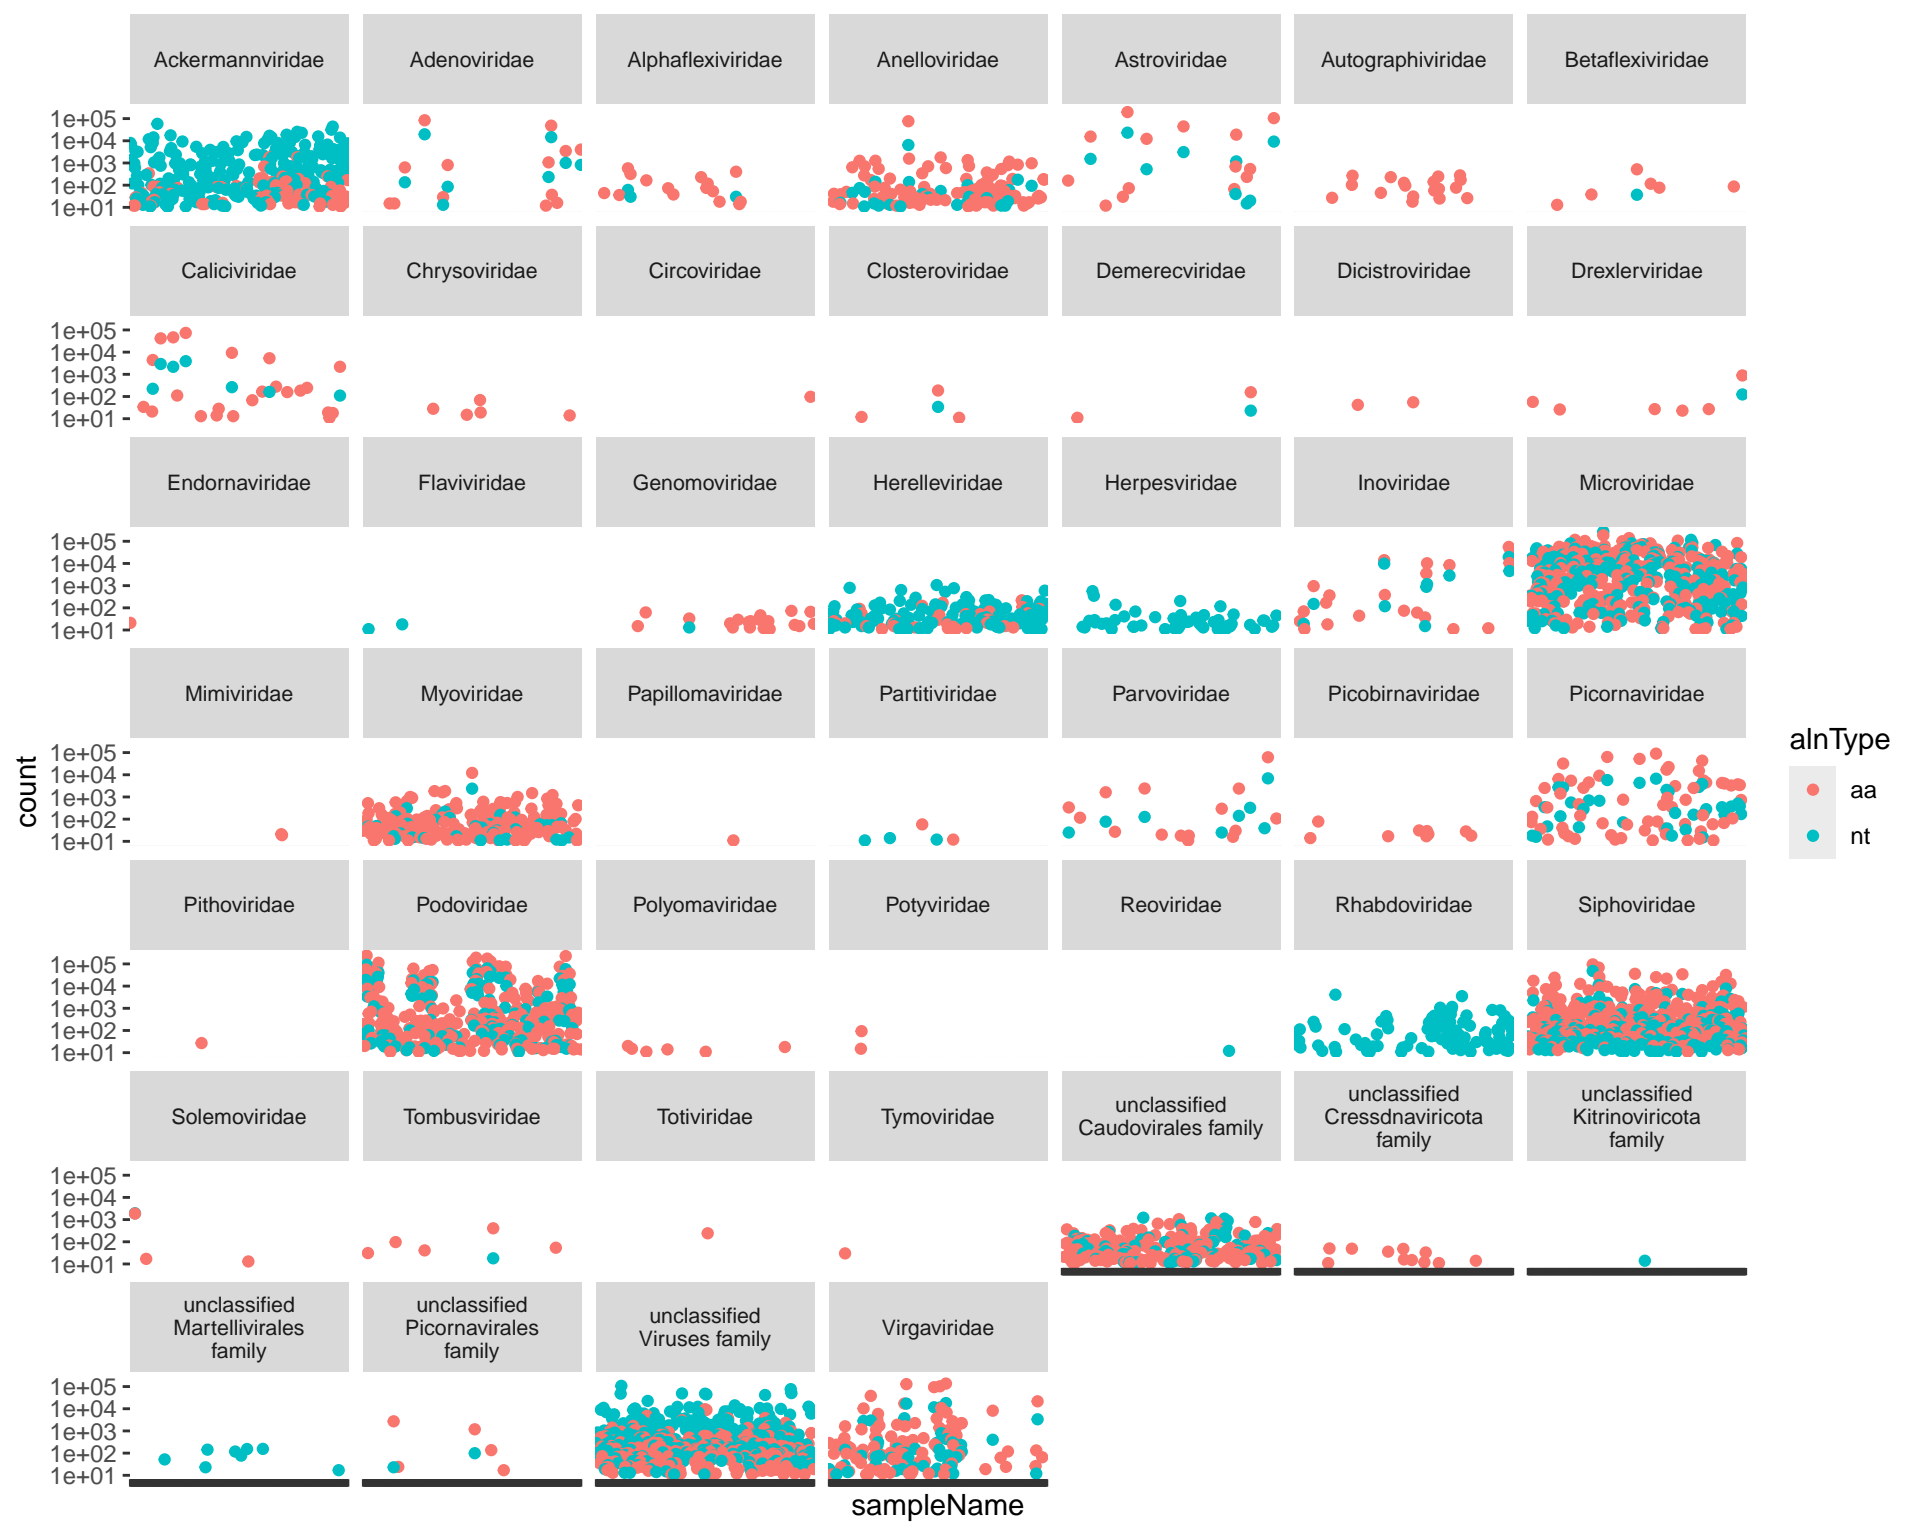 Ackermannviridae Adenoviridae Alphaflexiviridae Anelloviridae Astroviridae Autographiviridae Betaflexiviridae
1e+05
1e+04
1e+03
1e+02
1e+01
Caliciviridae Chrysoviridae Circoviridae Closteroviridae Demerecviridae Dicistroviridae Drexlerviridae
1e+05
1e+04
1e+03
1e+02
1e+01
Endornaviridae Flaviviridae Genomoviridae Herelleviridae Herpesviridae Inoviridae Microviridae
1e+05
1e+04
1e+03
1e+02
1e+01
Mimiviridae Myoviridae Papillomaviridae Partitiviridae Parvoviridae Picobirnaviridae Picornaviridae
1e+05
1e+04
1e+03
1e+02
1e+01
Pithoviridae Podoviridae Polyomaviridae Potyviridae Reoviridae Rhabdoviridae Siphoviridae
1e+05
1e+04
1e+03
1e+02
1e+01
Solemoviridae Tombusviridae Totiviridae Tymoviridae
unclassified
Caudovirales family
unclassified
Cressdnaviricota
family
unclassified
Kitrinoviricota
family
1e+05
1e+04
1e+03
1e+02
1e+01
unclassified
Martellivirales
family
unclassified
Picornavirales
family
unclassified
Viruses family
Virgaviridae
1e+05
1e+04
1e+03
1e+02
1e+01
count
sampleName
alnType
aa
nt